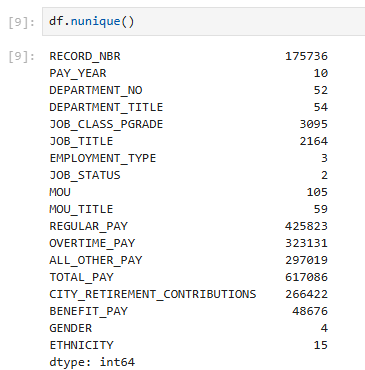 [9]: df.nunique()
[9]: RECORD_NBR 175736
PAY_YEAR 10
DEPARTMENT_NO 52
DEPARTMENT_TITLE 54
JOB_CLASS_PGRADE 3095
JOB_TITLE 2164
EMPLOYMENT_TYPE 3
JOB_STATUS 2
MOU 105
MOU_TITLE 59
REGULAR_PAY 425823
OVERTIME_PAY 323131
ALL_OTHER_PAY 297019
TOTAL_PAY 617086
CITY_RETIREMENT_CONTRIBUTIONS 266422
BENEFIT_PAY 48676
GENDER 4
ETHNICITY 15
dtype: int64